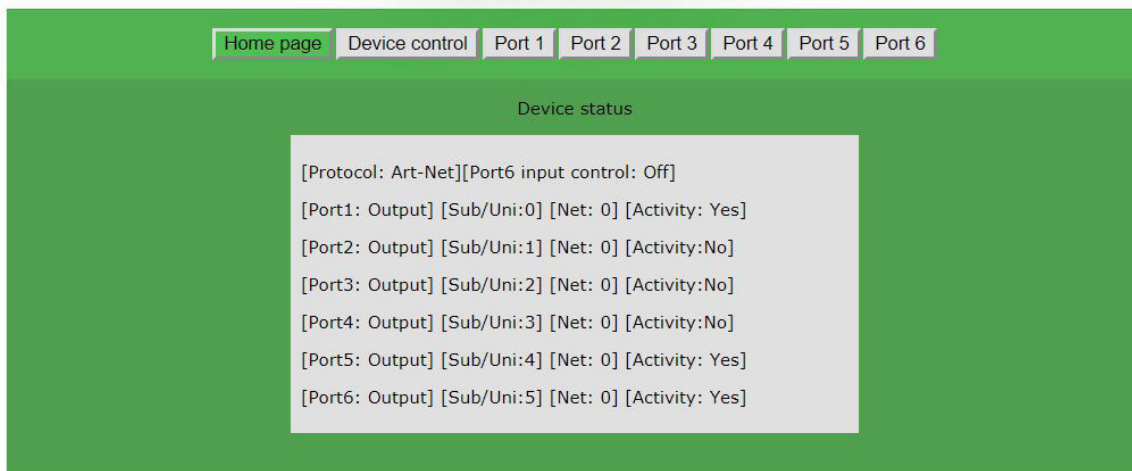 Home page Device control Port 1 Port 2 Port 3 Port 4 Port 5 Port 6
Device status
[Protocol: Art-Net][Port6 input control: Off]
[Port1: Output] [Sub/Uni:0] [Net: 0] [Activity: Yes]
[Port2: Output] [Sub/Uni:1] [Net: 0] [Activity:No]
[Port3: Output] [Sub/Uni:2] [Net: 0] [Activity:No]
[Port4: Output] [Sub/Uni:3] [Net: 0] [Activity:No]
[Port5: Output] [Sub/Uni:4] [Net: 0] [Activity: Yes]
[Port6: Output] [Sub/Uni:5] [Net: 0] [Activity: Yes]